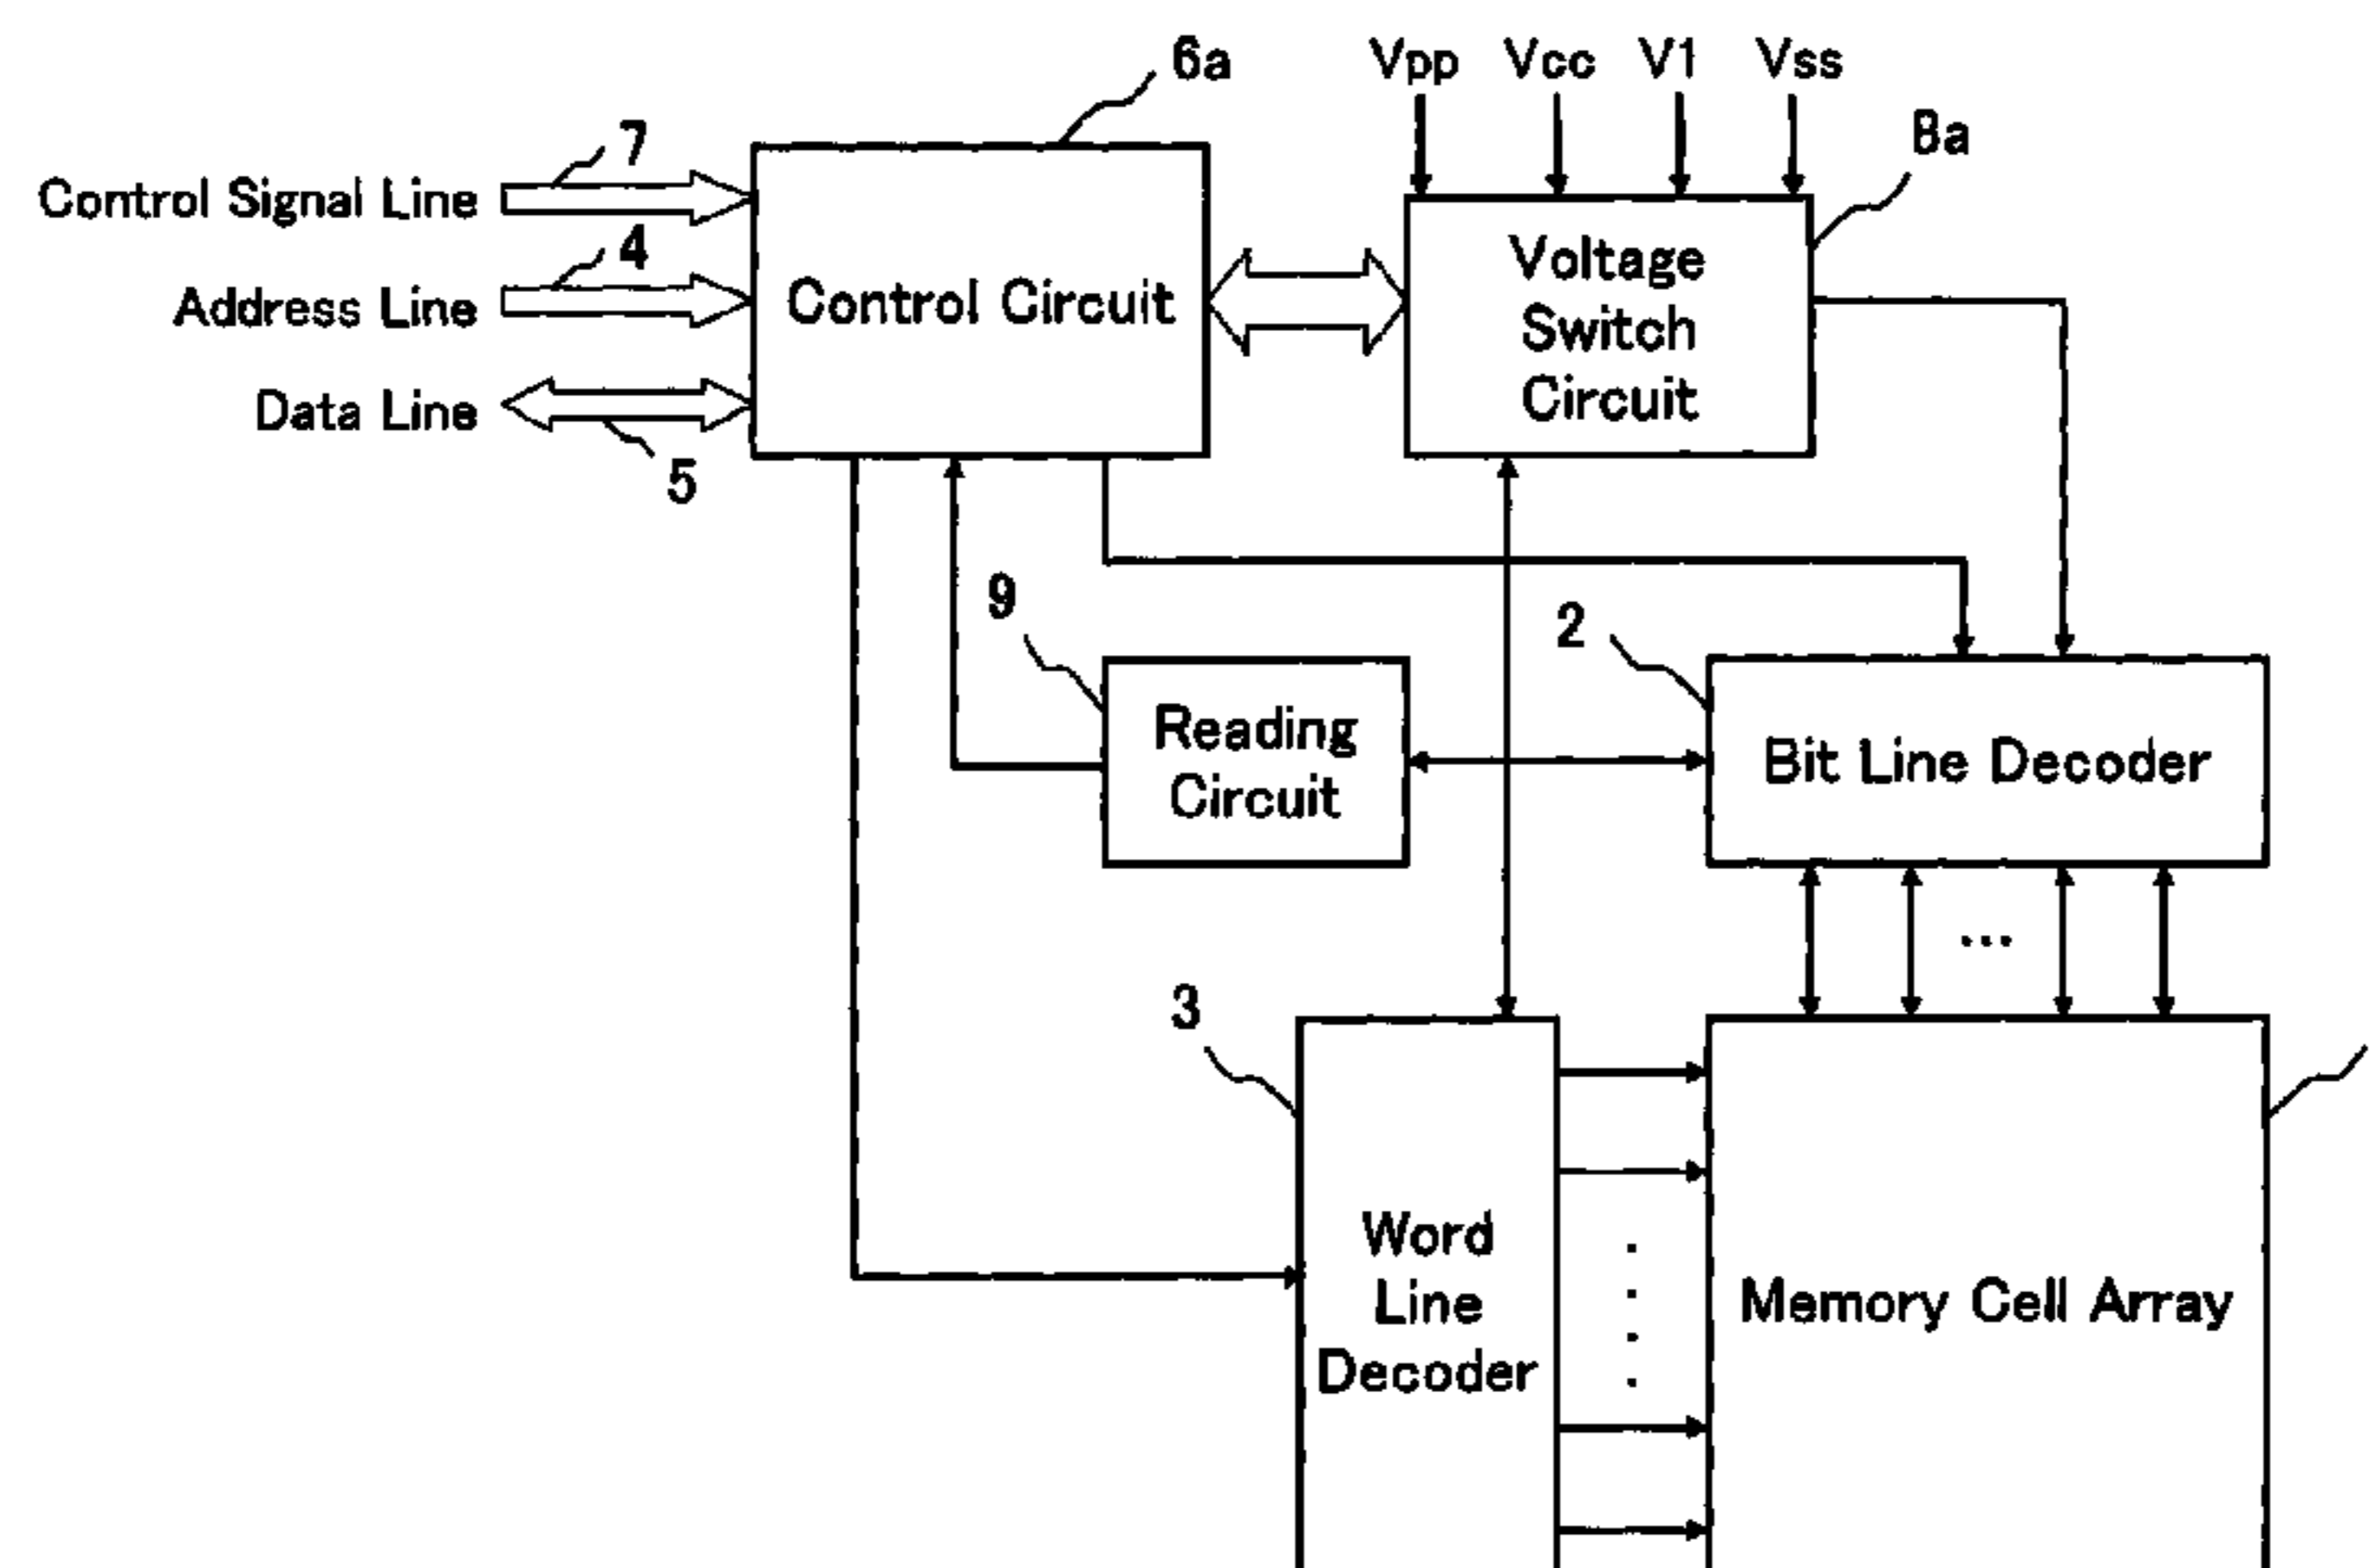 6a
Vpp Vcc V1 Vss
8a
7
Control Signal Line
4
Address Line
Data Line
5
Control Circuit
Voltage
Switch
Circuit
9
2
Reading
Circuit
Bit Line Decoder
...
3
Word
Line
Decoder
Memory Cell Array